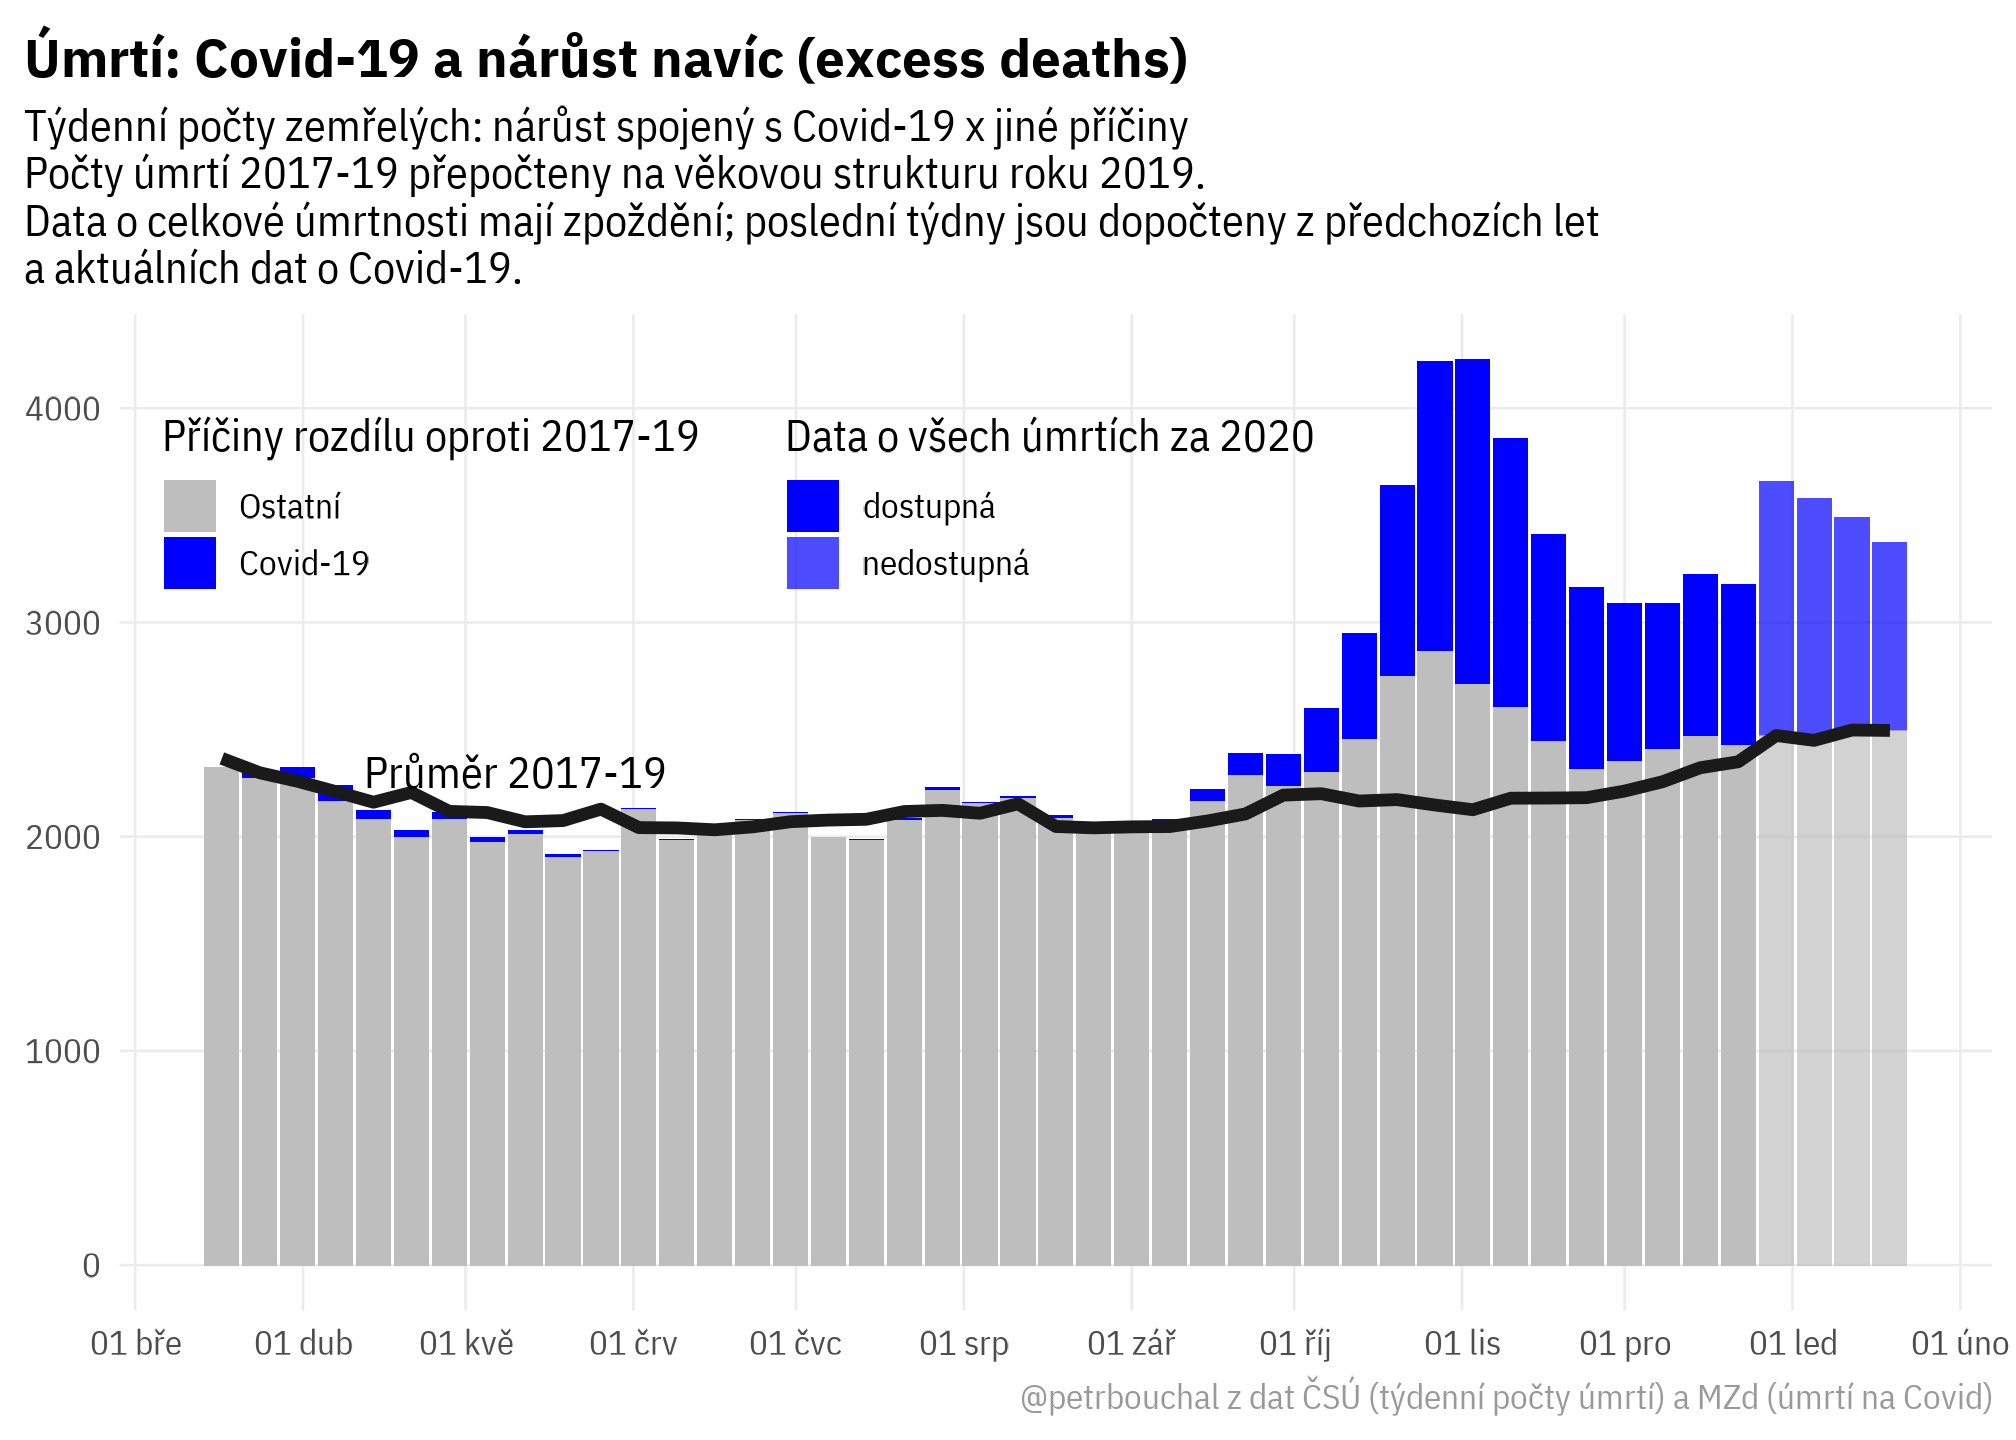 Úmrtí: Covid-19 a nárůst navíc (excess deaths)
Týdenní počty zemřelých: nárůst spojený s Covid-19 x jiné příčiny
Počty úmrtí 2017-19 přepočteny na věkovou strukturu roku 2019.
Data o celkové úmrtnosti mají zpoždění; poslední týdny jsou dopočteny z předchozích let
a aktuálních dat o Covid-19.
4000
Příčiny rozdílu oproti 2017-19
Ostatní
Covid-19
Data o všech úmrtích za 2020
dostupná
nedostupná
3000
Průměr 2017-19
2000
1000
0
01 bře 01 dub 01 kvě 01 črv 01 čvc 01 srp 01 zář 01 říj 01 lis 01 pro 01 led 01 úno
@petrbouchal z dat ČSÚ (týdenní počty úmrtí) a MZd (úmrtí na Covid)